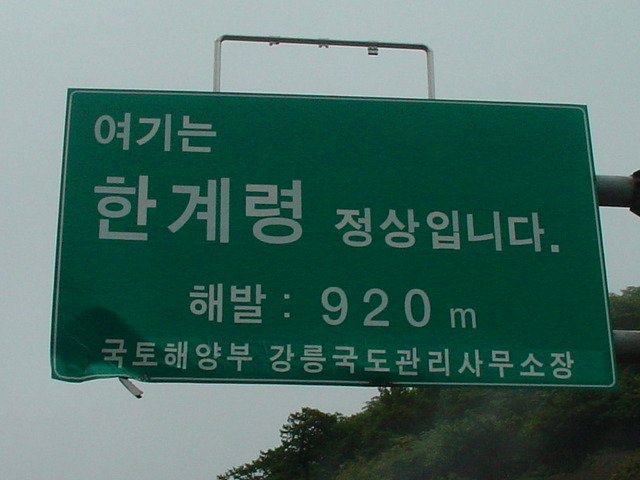 여기는
한계령 정상입니다.
해발 : 920 m
국토해양부 강릉국도관리사무소장